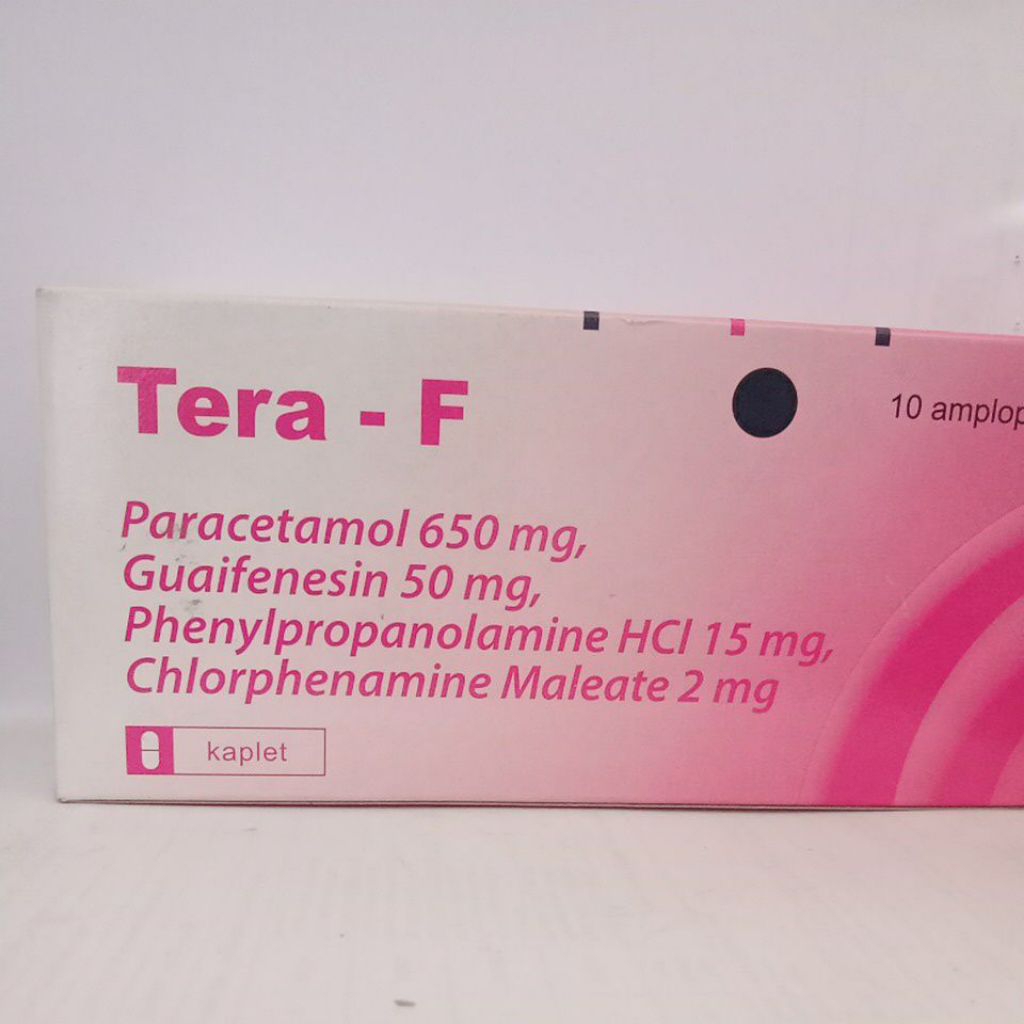 Tera - F
10 amplop
Paracetamol 650 mg,
Guaifenesin 50 mg,
Phenylpropanolamine HCl 15 mg,
Chlorphenamine Maleate 2 mg
kaplet